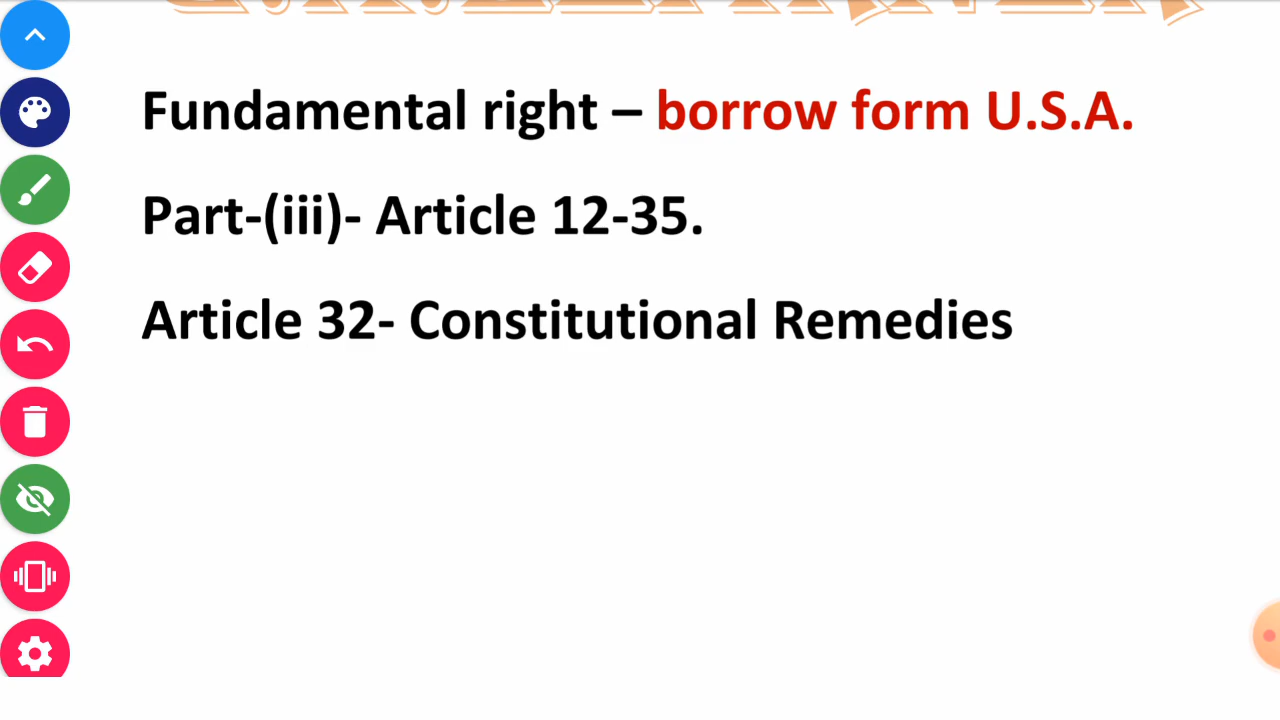 Fundamental right – borrow form U.S.A.
Part-(iii)- Article 12-35.
Article 32- Constitutional Remedies